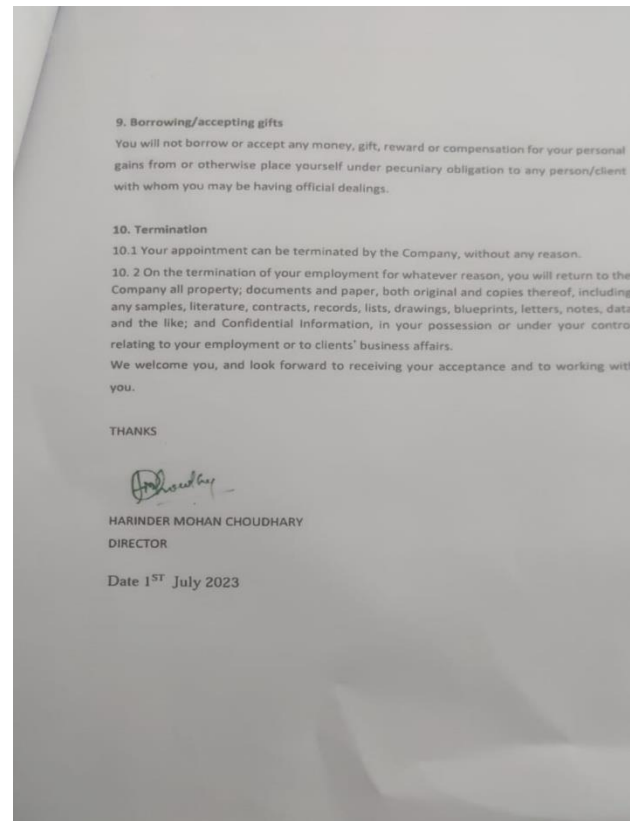 9. Borrowing/accepting gifts
You will not borrow or accept any money, gift, reward or compensation for your personal
gains from or otherwise place yourself under pecuniary obligation to any person/client
with whom you may be having official dealings.
10. Termination
10.1 Your appointment can be terminated by the Company, without any reason.
10. 2 On the termination of your employment for whatever reason, you will return to the
Company all property; documents and paper, both original and copies thereof, including
any samples, literature, contracts, records, lists, drawings, blueprints, letters, notes, data
and the like; and Confidential Information, in your possession or under your contro
relating to your employment or to clients' business affairs.
We welcome you, and look forward to receiving your acceptance and to working with
you.
THANKS
HARINDER MOHAN CHOUDHARY
DIRECTOR
Date 1ST July 2023